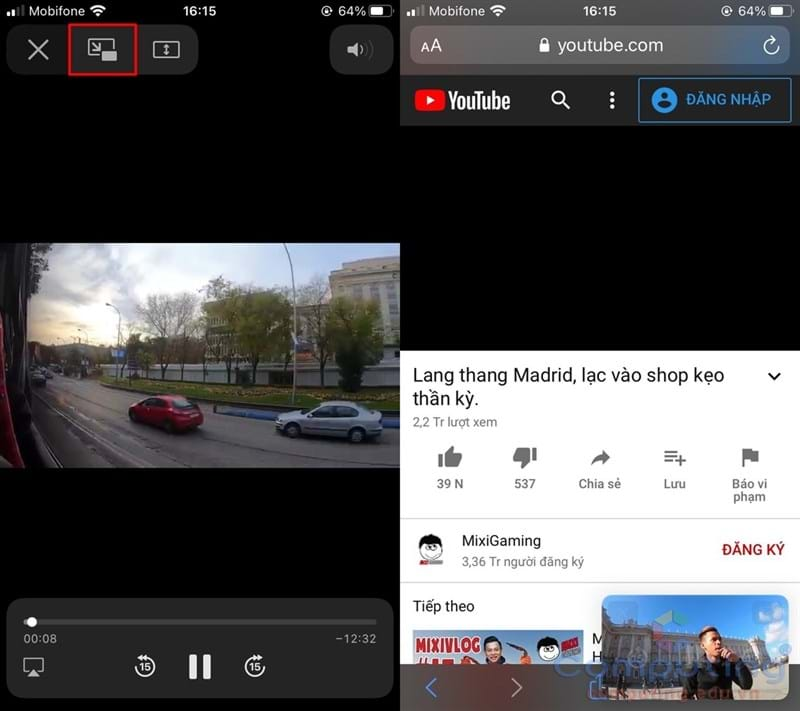 Mobifone 16:15 64%
15 15
00:08 −12:32
Mobifone 16:15 64%
AA youtube.com
YouTube ĐĂNG NHẬP
Lang thang Madrid, lạc vào shop kẹo
thần kỳ.
2,2 Tr lượt xem
39 N 537 Chia sẻ Lưu Báo vi
phạm
MixiGaming ĐĂNG KÝ
3,36 Tr người đăng ký
Tiếp theo
MIXIVLOG